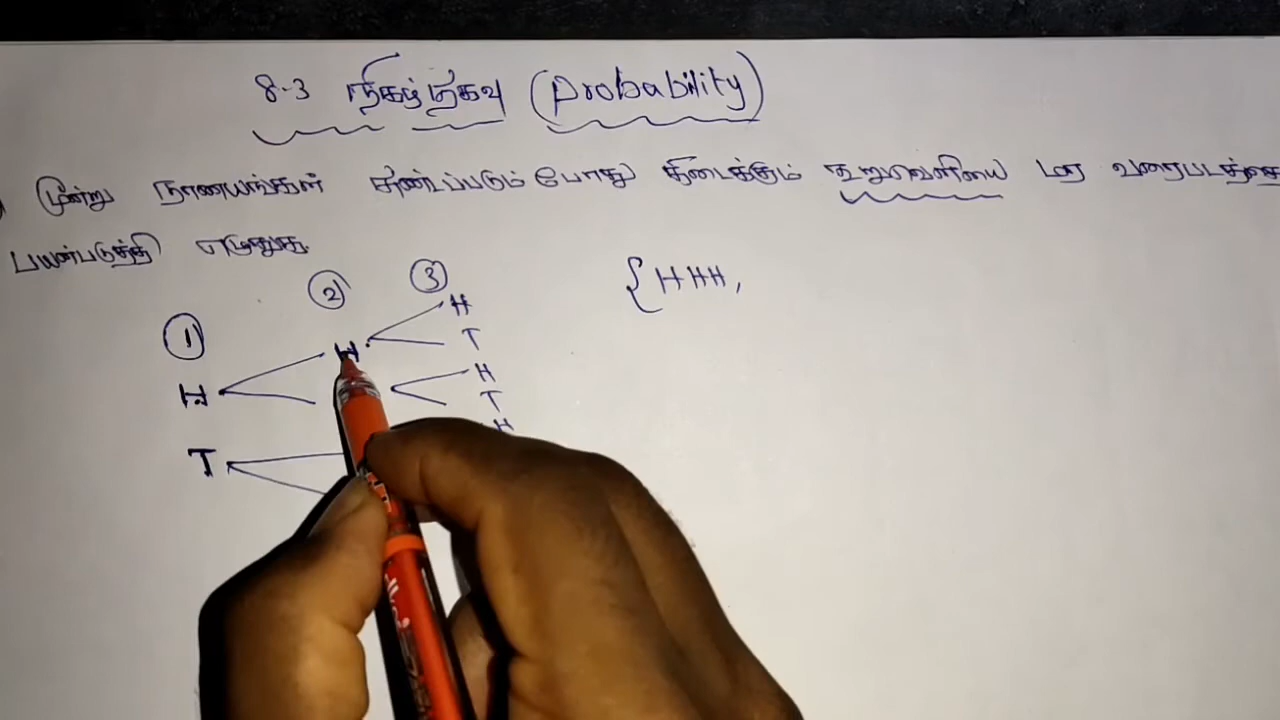 8-3 நிகழ்தகவு (Probability)
மூன்று நாணயங்கள் சுண்டப்படும் போது கிடைக்கும் கூறுவெளியை மர வரைபடத்தை
பயன்படுத்தி எழுதுக.
① ② ③
{ HHH,
H
T
H
H
T
H
T
H
T
H